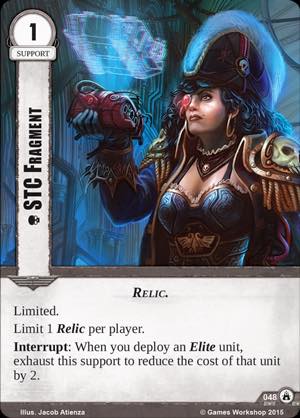 1
SUPPORT
STC FRAGMENT
RELIC.
Limited.
Limit 1 Relic per player.
Interrupt: When you deploy an Elite unit,
exhaust this support to reduce the cost of that unit
by 2.
048
Illus. Jacob Atienza
© Games Workshop 2015